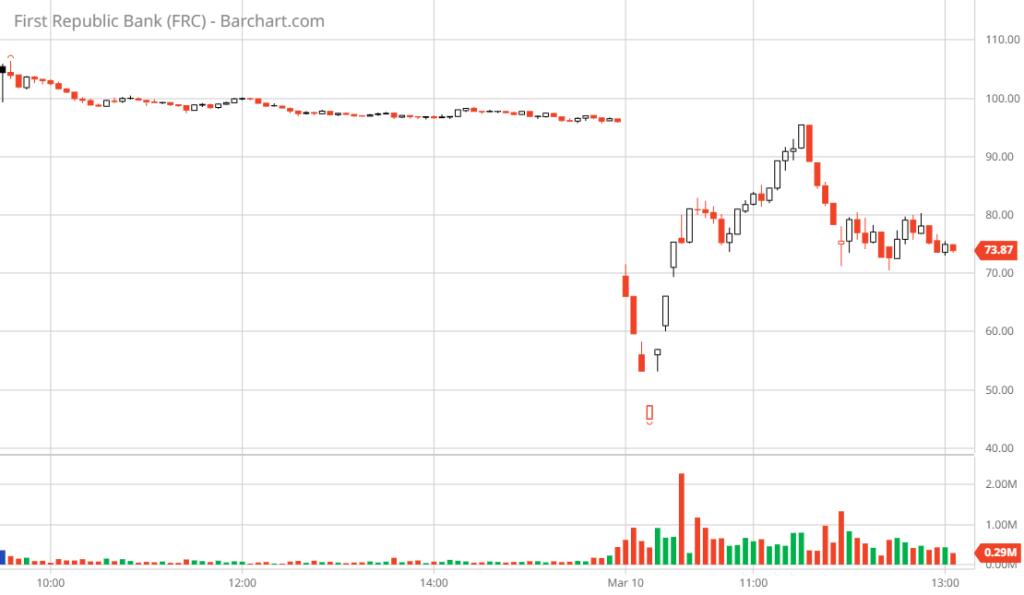 First Republic Bank (FRC) - Barchart.com
110.00
100.00
90.00
80.00
73.87
70.00
60.00
50.00
40.00
2.00M
1.00M
0.29M
0.00M
10:00 12:00 14:00 Mar 10 11:00 13:00